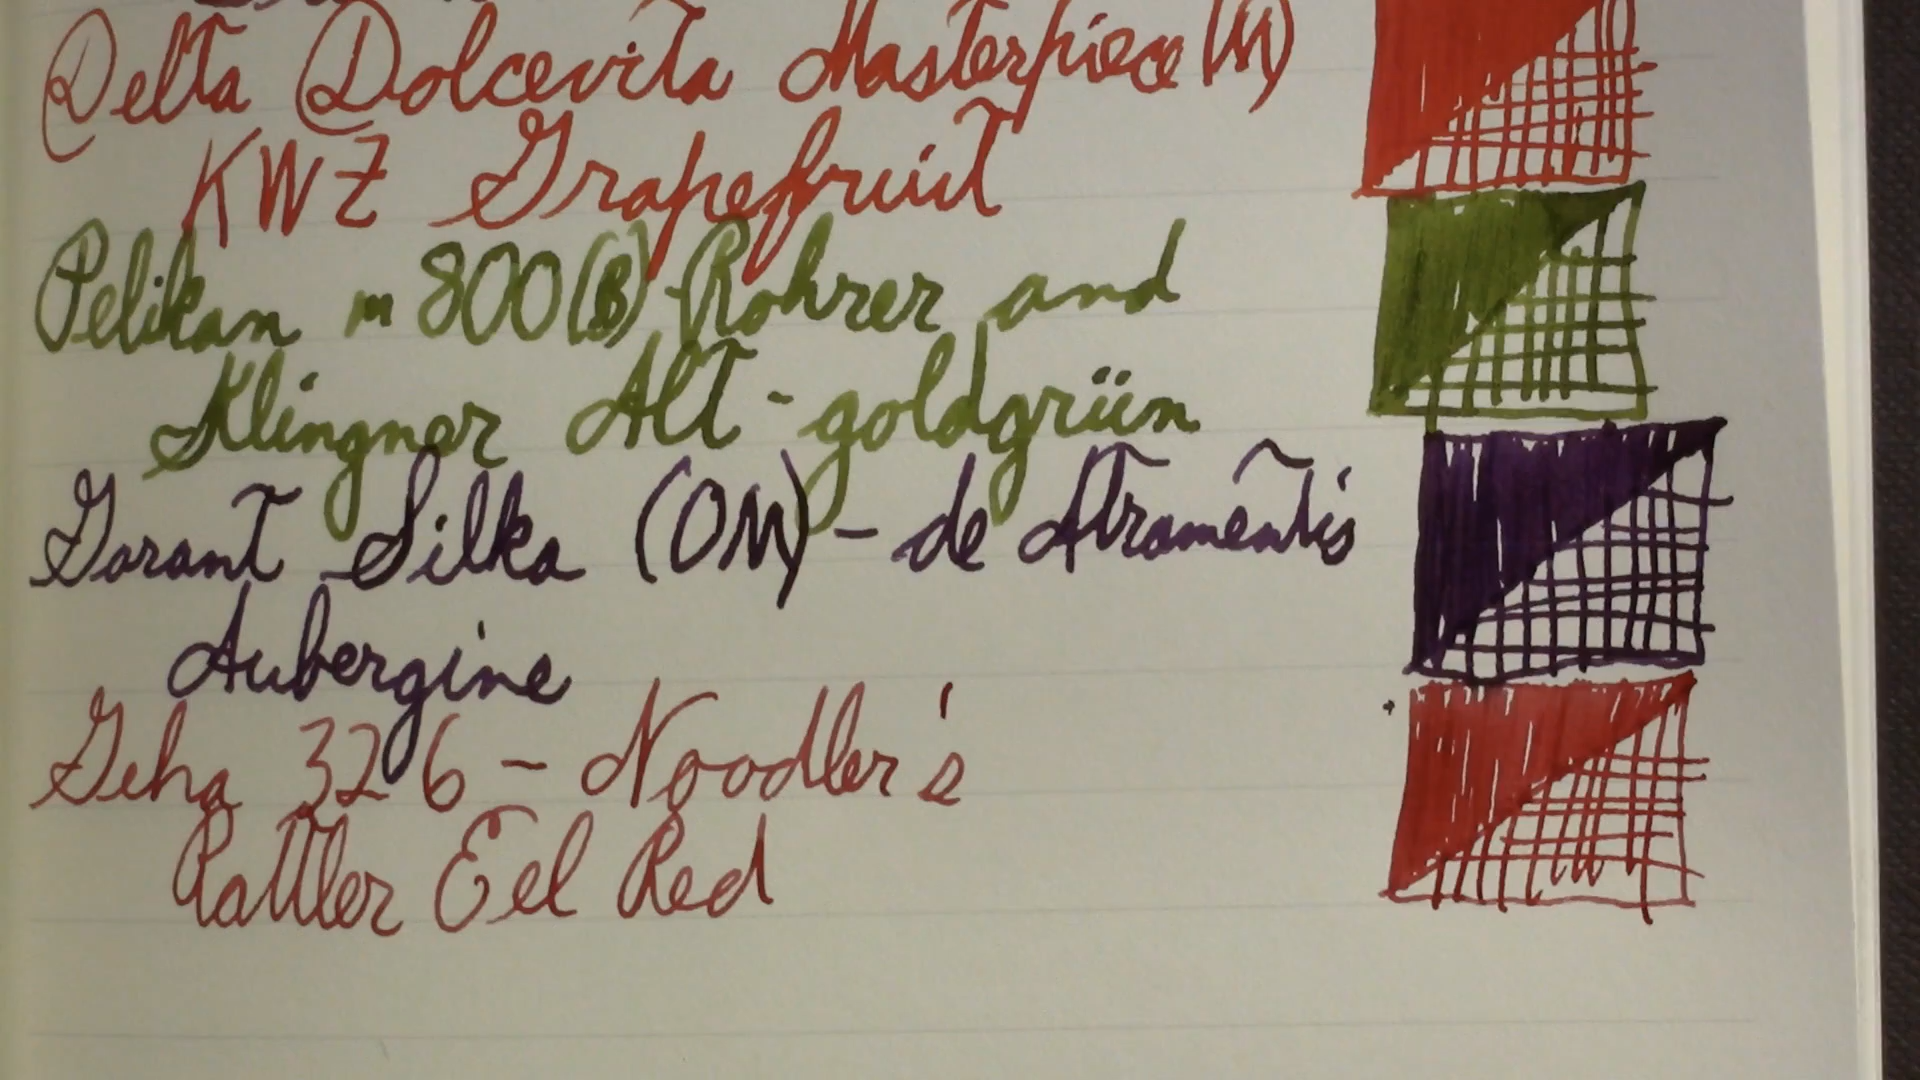 Delta Dolcevita Masterpiece (M)
KWZ Grapefruit
Pelikan m800 (B) - Rohrer and
Klingner Alt-goldgrün
Garant Silka (OM) - de Atramentis
Aubergine
Geha 326 - Noodler's
Rattler Eel Red